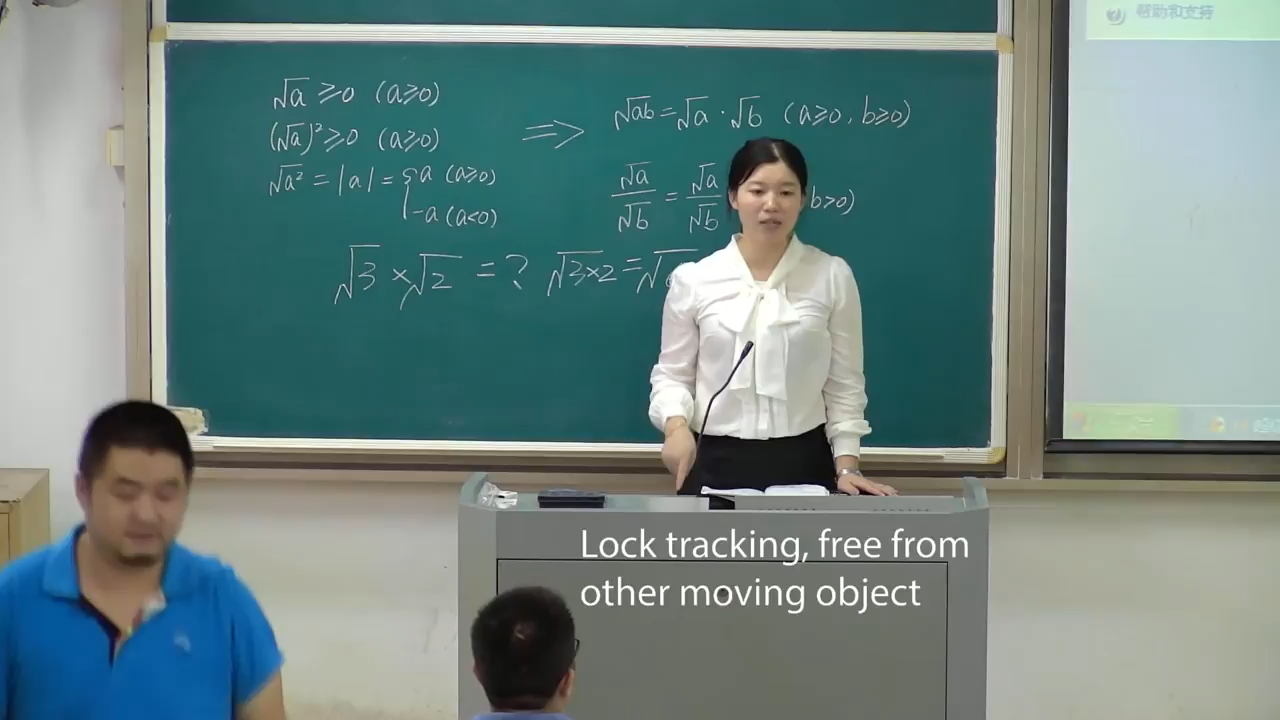 √a ≥0 (a≥0)
(√a)² ≥0 (a≥0)
√a² = |a| = { a (a≥0)
-a (a<0)
⇒
√ab = √a · √b (a≥0, b≥0)
√a/√b = √a/√b b>0)
√3 × √2 = ? √3×2 = √
帮助和支持
Lock tracking, free from
other moving object